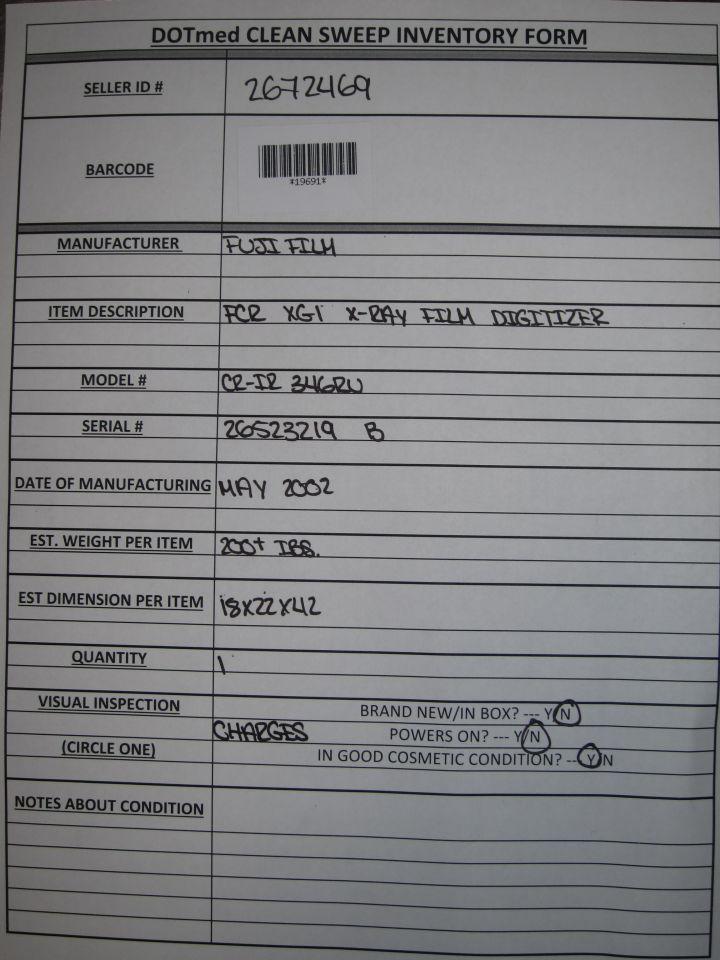 DOTmed CLEAN SWEEP INVENTORY FORM
SELLER ID # 2672469
BARCODE
*19691*
MANUFACTURER FUJI FILM
ITEM DESCRIPTION FCR XG1 X-RAY FILM DIGITIZER
MODEL # CR-IR 346RU
SERIAL # 26523219 B
DATE OF MANUFACTURING MAY 2002
EST. WEIGHT PER ITEM 200+ IBS.
EST DIMENSION PER ITEM 18X22X42
QUANTITY 1
VISUAL INSPECTION BRAND NEW/IN BOX? --- Y/N
CHARGES POWERS ON? --- Y/N
(CIRCLE ONE) IN GOOD COSMETIC CONDITION? -- Y/N
NOTES ABOUT CONDITION